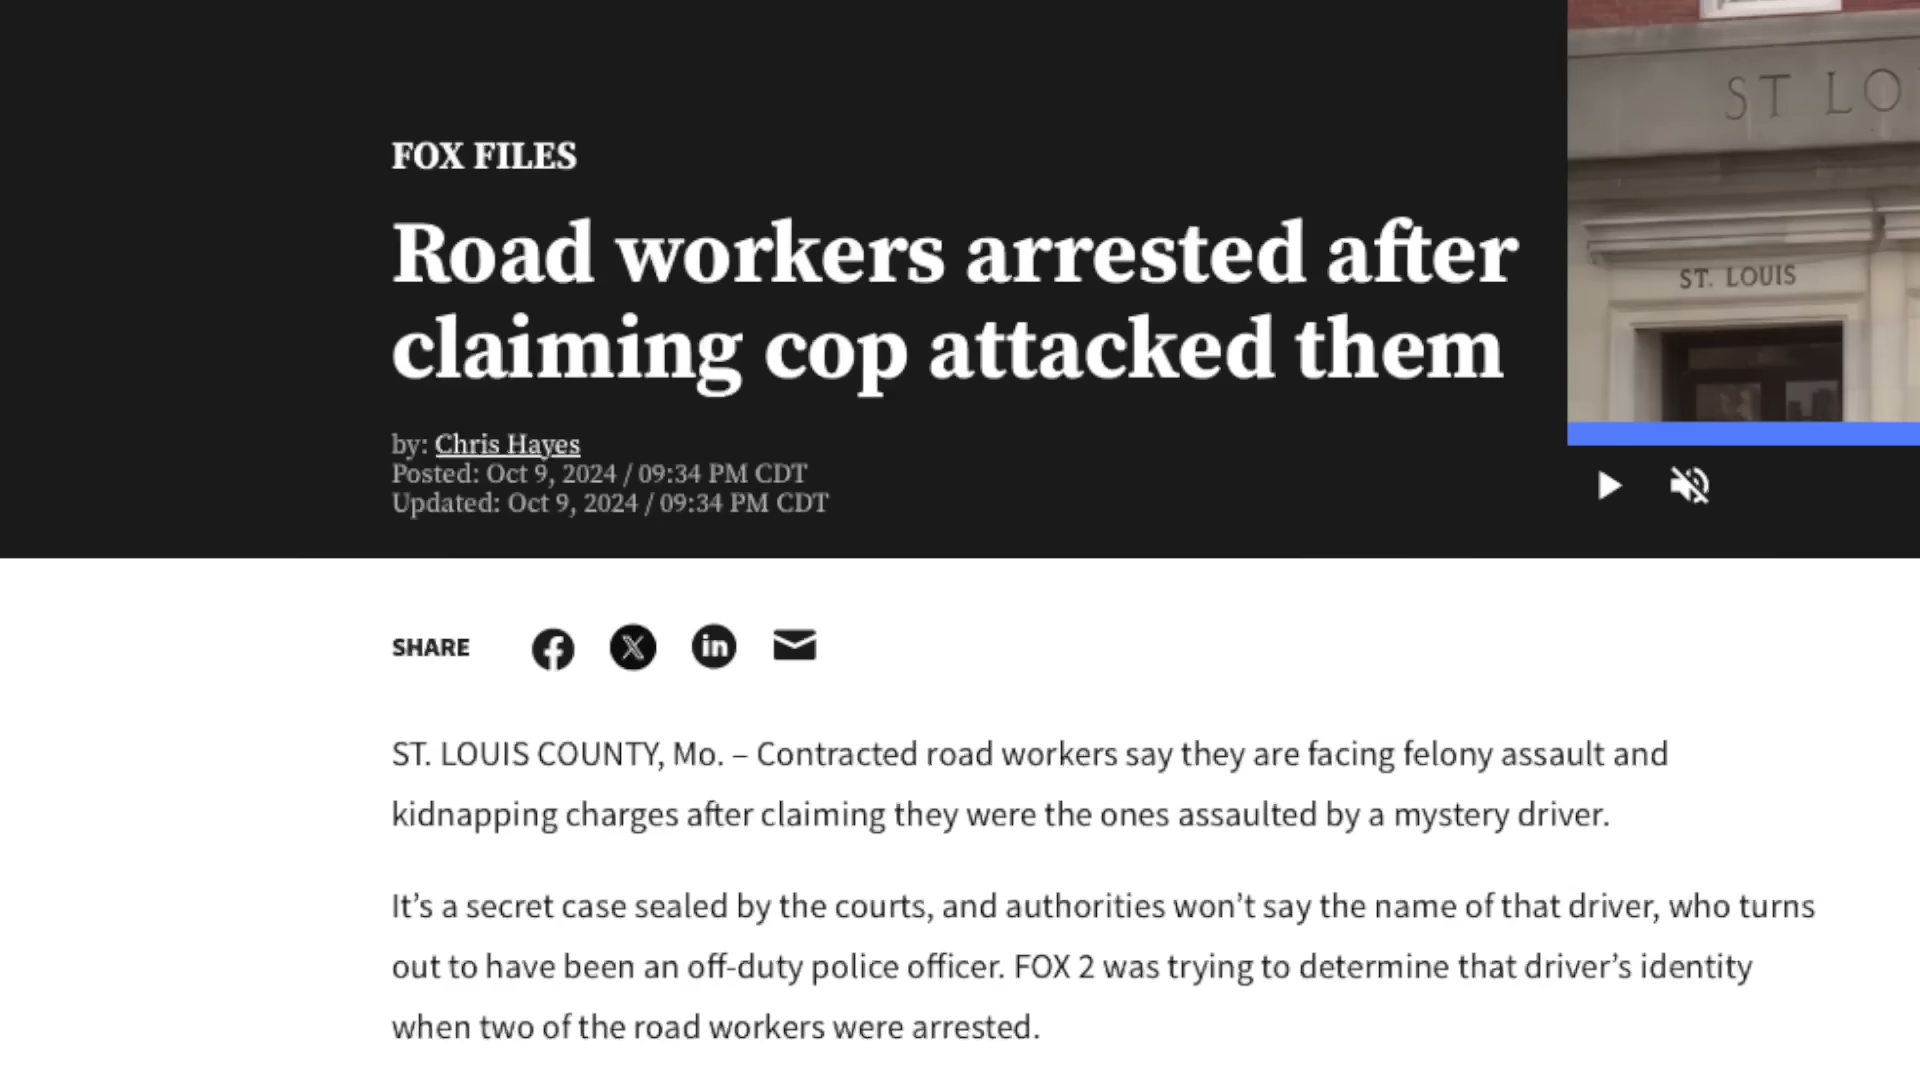 ST LO
FOX FILES
Road workers arrested after
claiming cop attacked them
ST. LOUIS
by: Chris Hayes
Posted: Oct 9, 2024 / 09:34 PM CDT
Updated: Oct 9, 2024 / 09:34 PM CDT
SHARE
ST. LOUIS COUNTY, Mo. – Contracted road workers say they are facing felony assault and
kidnapping charges after claiming they were the ones assaulted by a mystery driver.
It’s a secret case sealed by the courts, and authorities won’t say the name of that driver, who turns
out to have been an off-duty police officer. FOX 2 was trying to determine that driver’s identity
when two of the road workers were arrested.